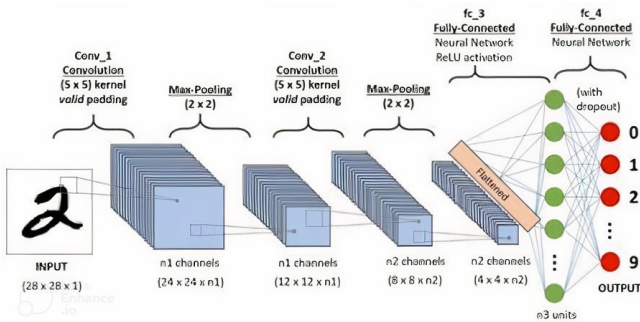 fc_3
Fully-Connected
Neural Network
ReLU activation
fc_4
Fully-Connected
Neural Network
Conv_1
Convolution
(5 x 5) kernel
valid padding
Max-Pooling
(2 x 2)
Conv_2
Convolution
(5 x 5) kernel
valid padding
Max-Pooling
(2 x 2)
(with
dropout)
Flattened
2
0
1
2
9
INPUT
(28 x 28 x 1)
n1 channels
(24 x 24 x n1)
n1 channels
(12 x 12 x n1)
n2 channels
(8 x 8 x n2)
n2 channels
(4 x 4 x n2)
OUTPUT
n3 units
Enhance
.io